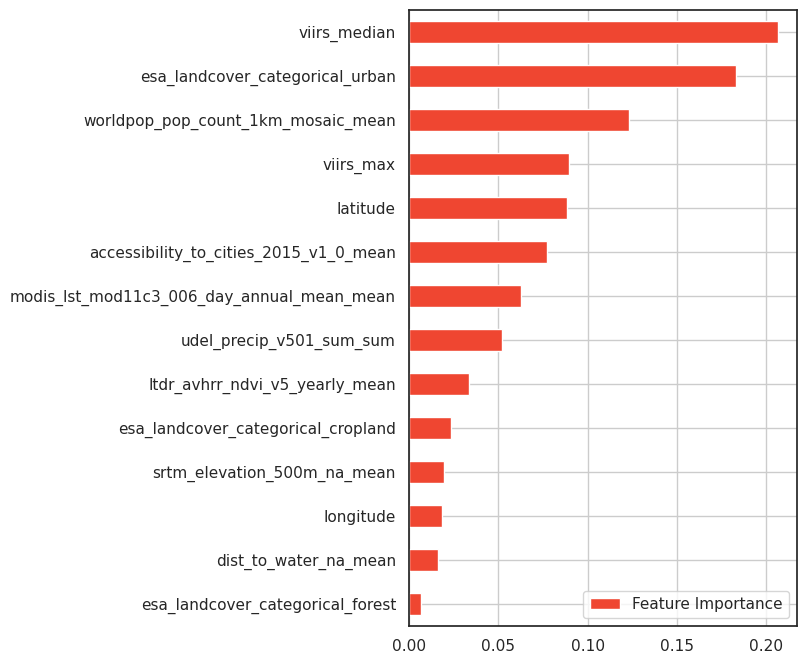 viirs_median
esa_landcover_categorical_urban
worldpop_pop_count_1km_mosaic_mean
viirs_max
latitude
accessibility_to_cities_2015_v1_0_mean
modis_lst_mod11c3_006_day_annual_mean_mean
udel_precip_v501_sum_sum
ltdr_avhrr_ndvi_v5_yearly_mean
esa_landcover_categorical_cropland
srtm_elevation_500m_na_mean
longitude
dist_to_water_na_mean
esa_landcover_categorical_forest
Feature Importance
0.00 0.05 0.10 0.15 0.20